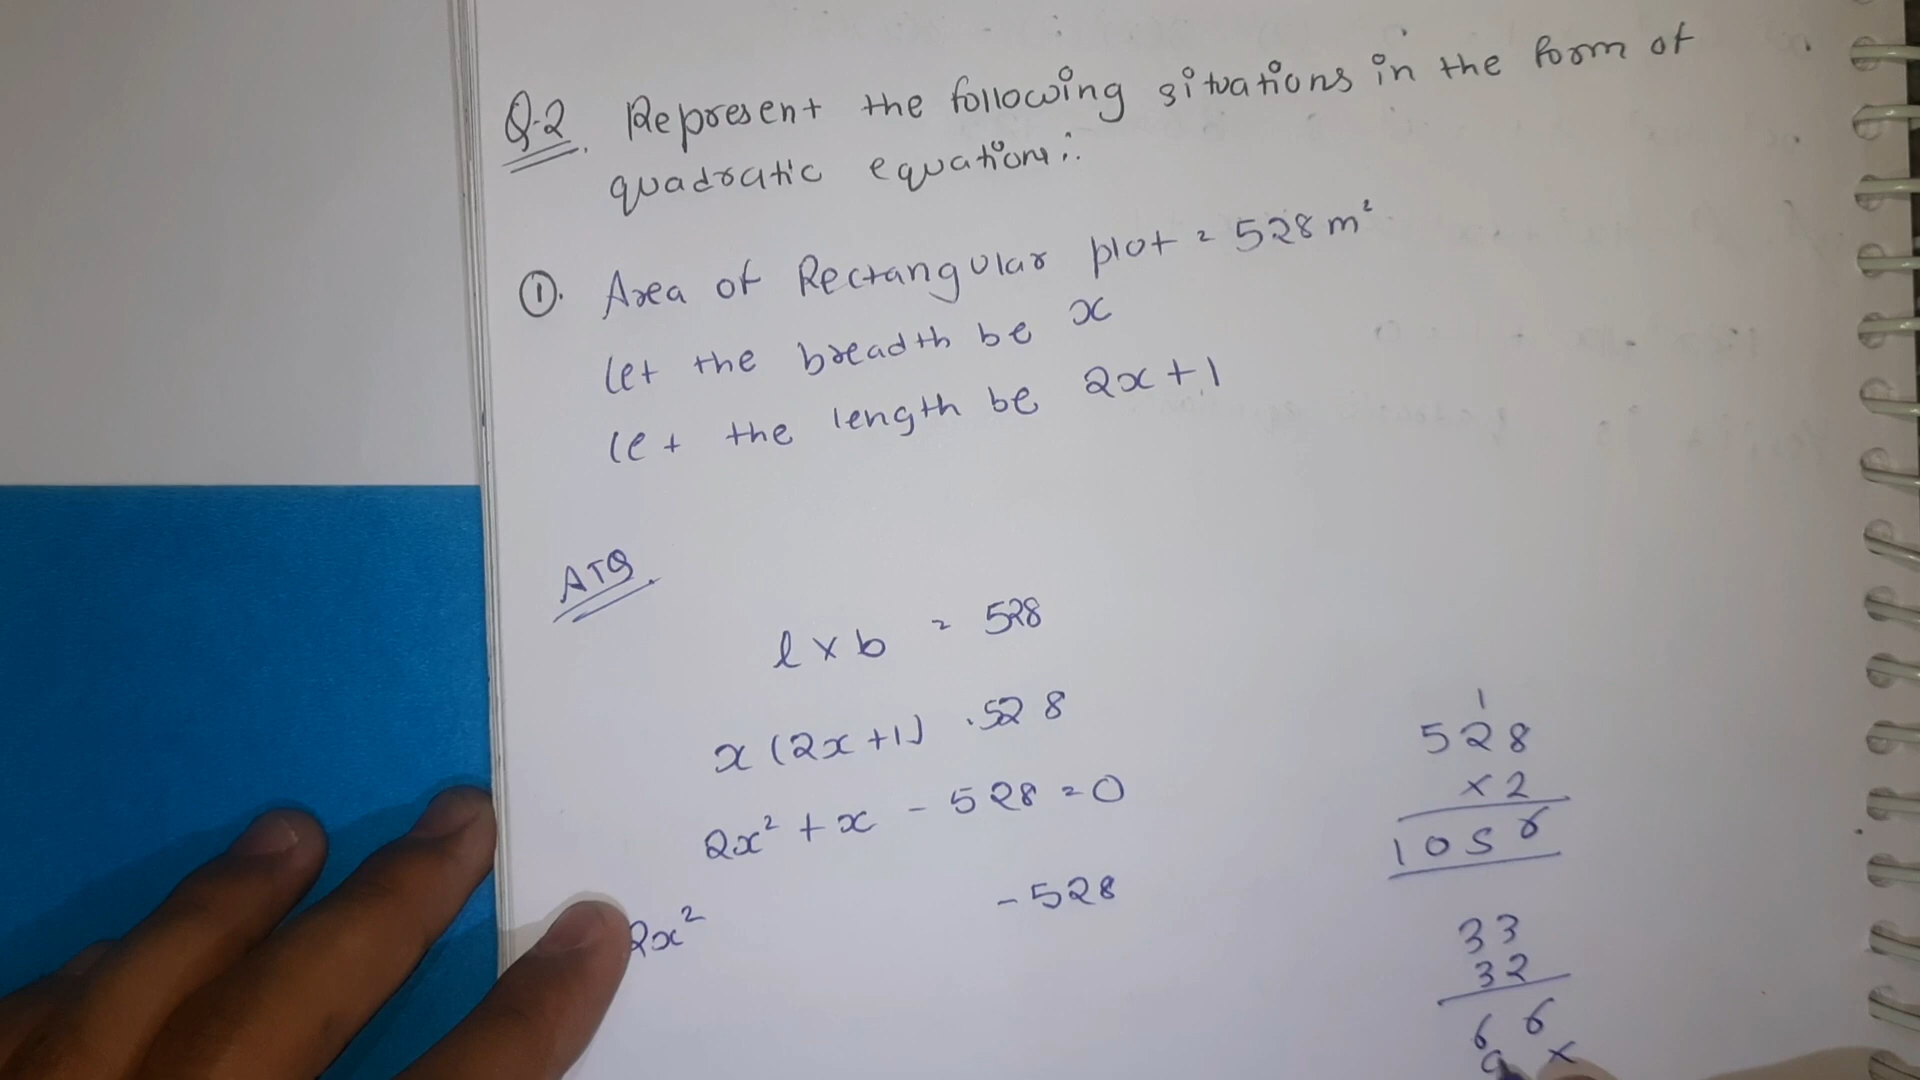 Q.2. Represent the following situations in the form of
quadratic equations:.
①. Area of Rectangular plot = 528 m²
let the breadth be x
let the length be 2x + 1
ATQ.
l x b = 528
x (2x + 1) . 528
2x² + x - 528 = 0
2x² - 528
1
528
x 2
1056
33
32
66
9 x